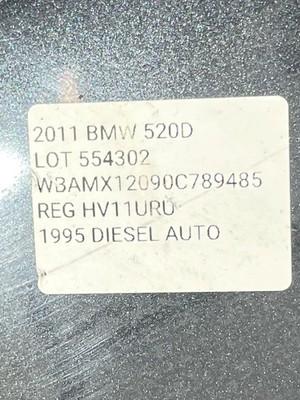 2011 BMW 520D
LOT 554302
WBAMX12090C789485
REG HV11URU
1995 DIESEL AUTO